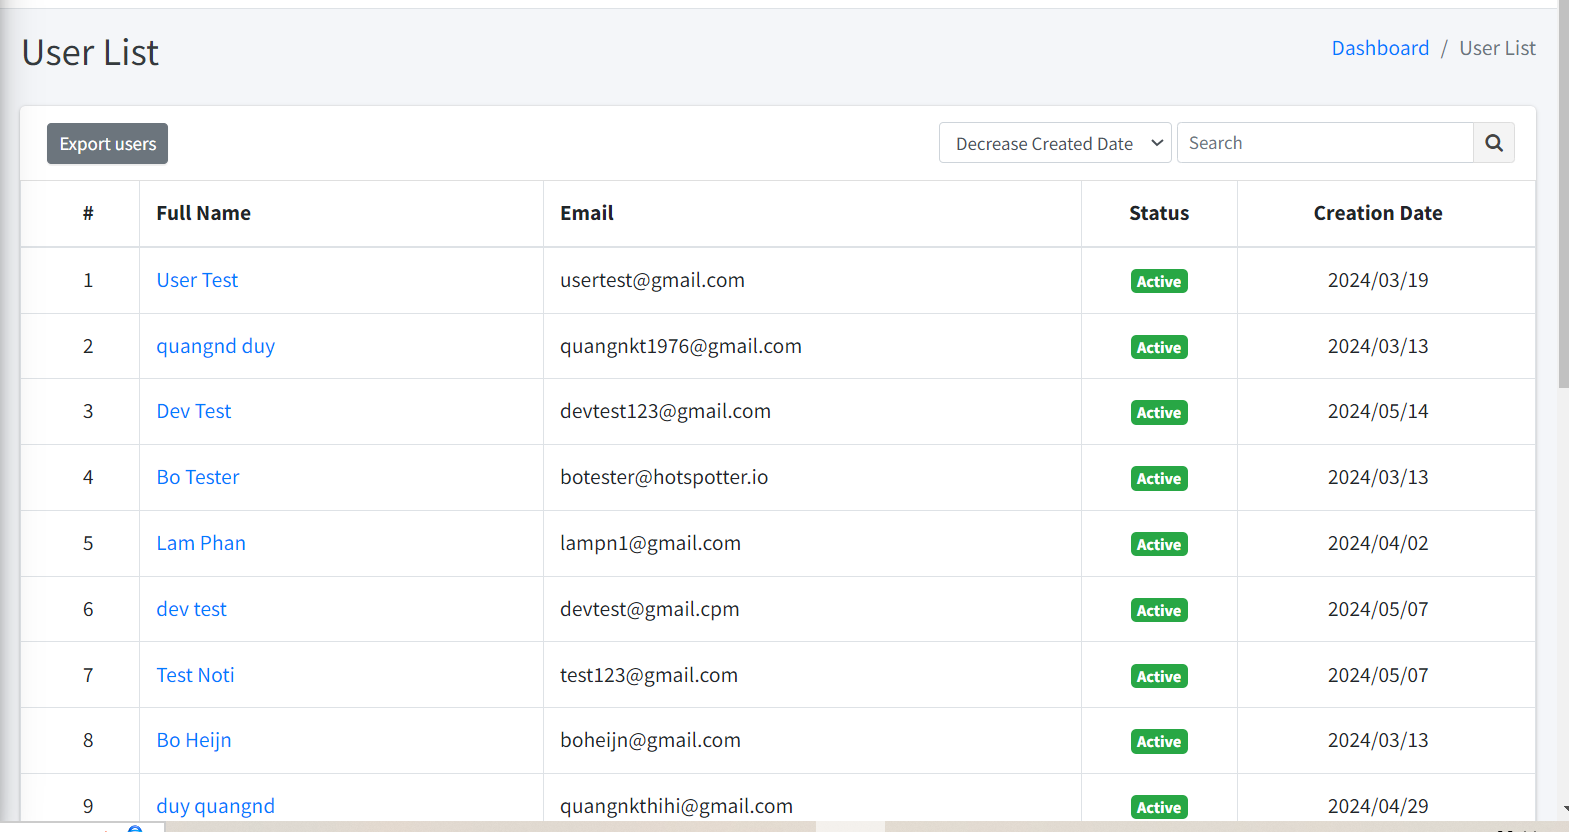 User List
Dashboard / User List
Export users
Decrease Created Date
Search
# Full Name Email Status Creation Date
1 User Test usertest@gmail.com Active 2024/03/19
2 quangnd duy quangnkt1976@gmail.com Active 2024/03/13
3 Dev Test devtest123@gmail.com Active 2024/05/14
4 Bo Tester botester@hotspotter.io Active 2024/03/13
5 Lam Phan lampn1@gmail.com Active 2024/04/02
6 dev test devtest@gmail.cpm Active 2024/05/07
7 Test Noti test123@gmail.com Active 2024/05/07
8 Bo Heijn boheijn@gmail.com Active 2024/03/13
9 duy quangnd quangnkthihi@gmail.com Active 2024/04/29